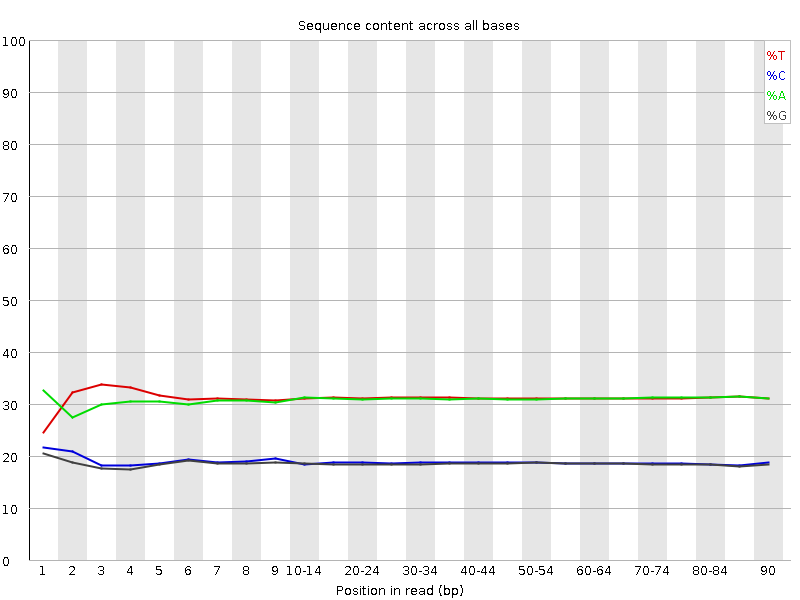 Sequence content across all bases
100
90
80
70
60
50
40
30
20
10
0
%T
%C
%A
%G
1 2 3 4 5 6 7 8 9 10-14 20-24 30-34 40-44 50-54 60-64 70-74 80-84 90
Position in read (bp)